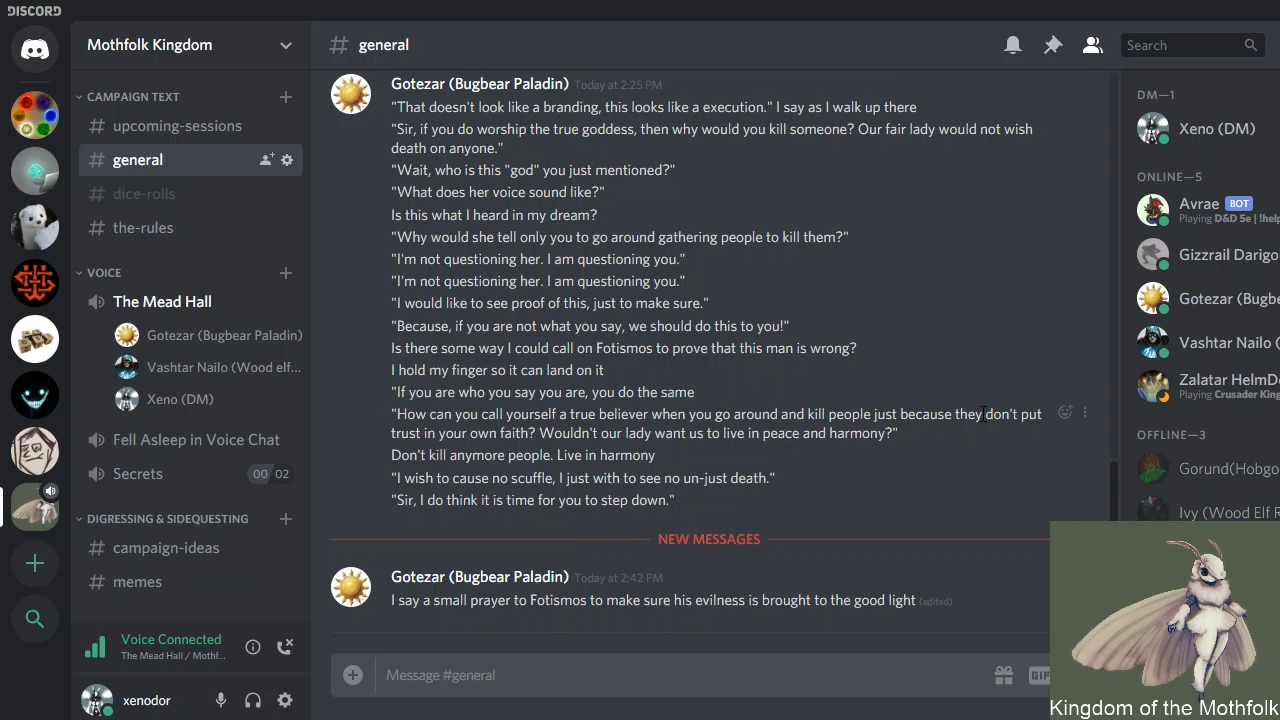 DISCORD
Mothfolk Kingdom
CAMPAIGN TEXT
# upcoming-sessions
# general
# dice-rolls
# the-rules
VOICE
The Mead Hall
Gotezar (Bugbear Paladin)
Vashtar Nailo (Wood elf...
Xeno (DM)
Fell Asleep in Voice Chat
Secrets 00 02
DIGRESSING & SIDEQUESTING
# campaign-ideas
# memes
Voice Connected
The Mead Hall / Mothf...
xenodor
# general
Search
Gotezar (Bugbear Paladin) Today at 2:25 PM
"That doesn't look like a branding, this looks like a execution." I say as I walk up there
"Sir, if you do worship the true goddess, then why would you kill someone? Our fair lady would not wish
death on anyone."
"Wait, who is this "god" you just mentioned?"
"What does her voice sound like?"
Is this what I heard in my dream?
"Why would she tell only you to go around gathering people to kill them?"
"I'm not questioning her. I am questioning you."
"I'm not questioning her. I am questioning you."
"I would like to see proof of this, just to make sure."
"Because, if you are not what you say, we should do this to you!"
Is there some way I could call on Fotismos to prove that this man is wrong?
I hold my finger so it can land on it
"If you are who you say you are, you do the same
"How can you call yourself a true believer when you go around and kill people just because they don't put
trust in your own faith? Wouldn't our lady want us to live in peace and harmony?"
Don't kill anymore people. Live in harmony
"I wish to cause no scuffle, I just with to see no un-just death."
"Sir, I do think it is time for you to step down."
NEW MESSAGES
Gotezar (Bugbear Paladin) Today at 2:42 PM
I say a small prayer to Fotismos to make sure his evilness is brought to the good light (edited)
Message #general
GIF
DM—1
Xeno (DM)
ONLINE—5
Avrae BOT
Playing D&D 5e | !help
Gizzrail Darigo
Gotezar (Bugbe
Vashtar Nailo (
Zalatar HelmDe
Playing Crusader King
OFFLINE—3
Gorund(Hobgo
Ivy (Wood Elf R
Kingdom of the Mothfolk